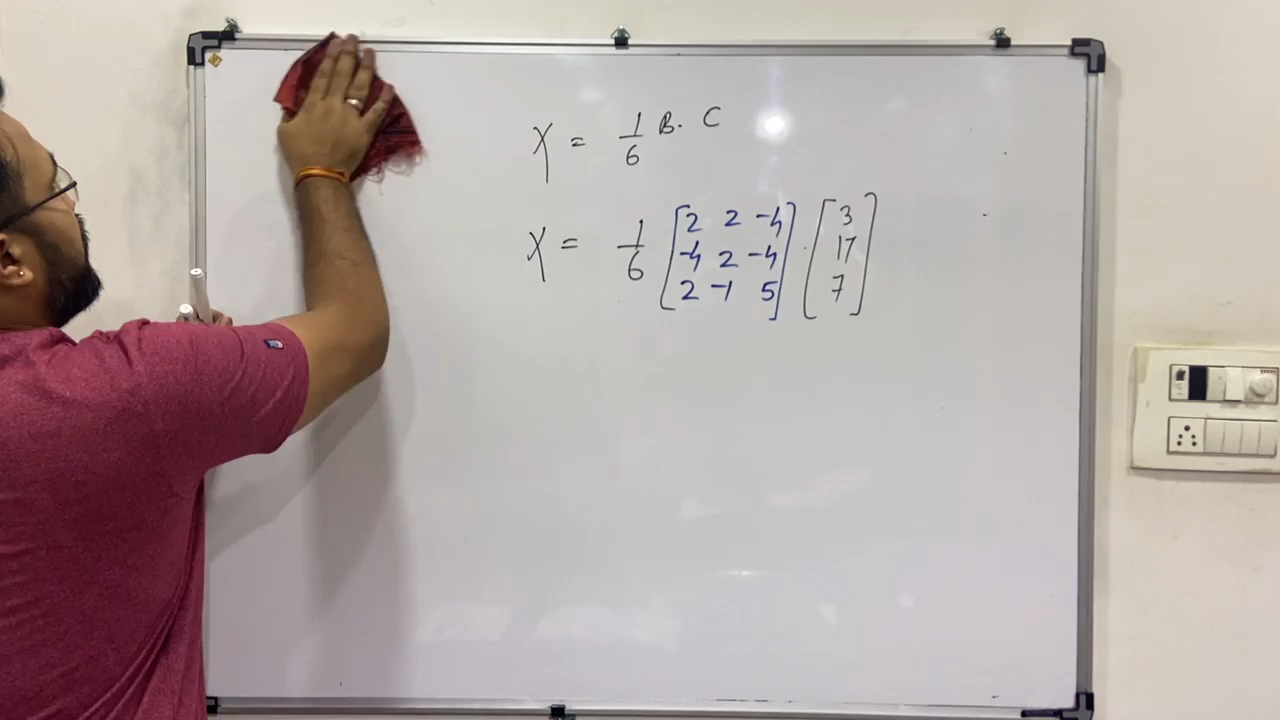 X = 1/6 B. C
X = 1/6 [2 2 -4] . [3]
[-4 2 -4] [17]
[2 -1 5] [7]